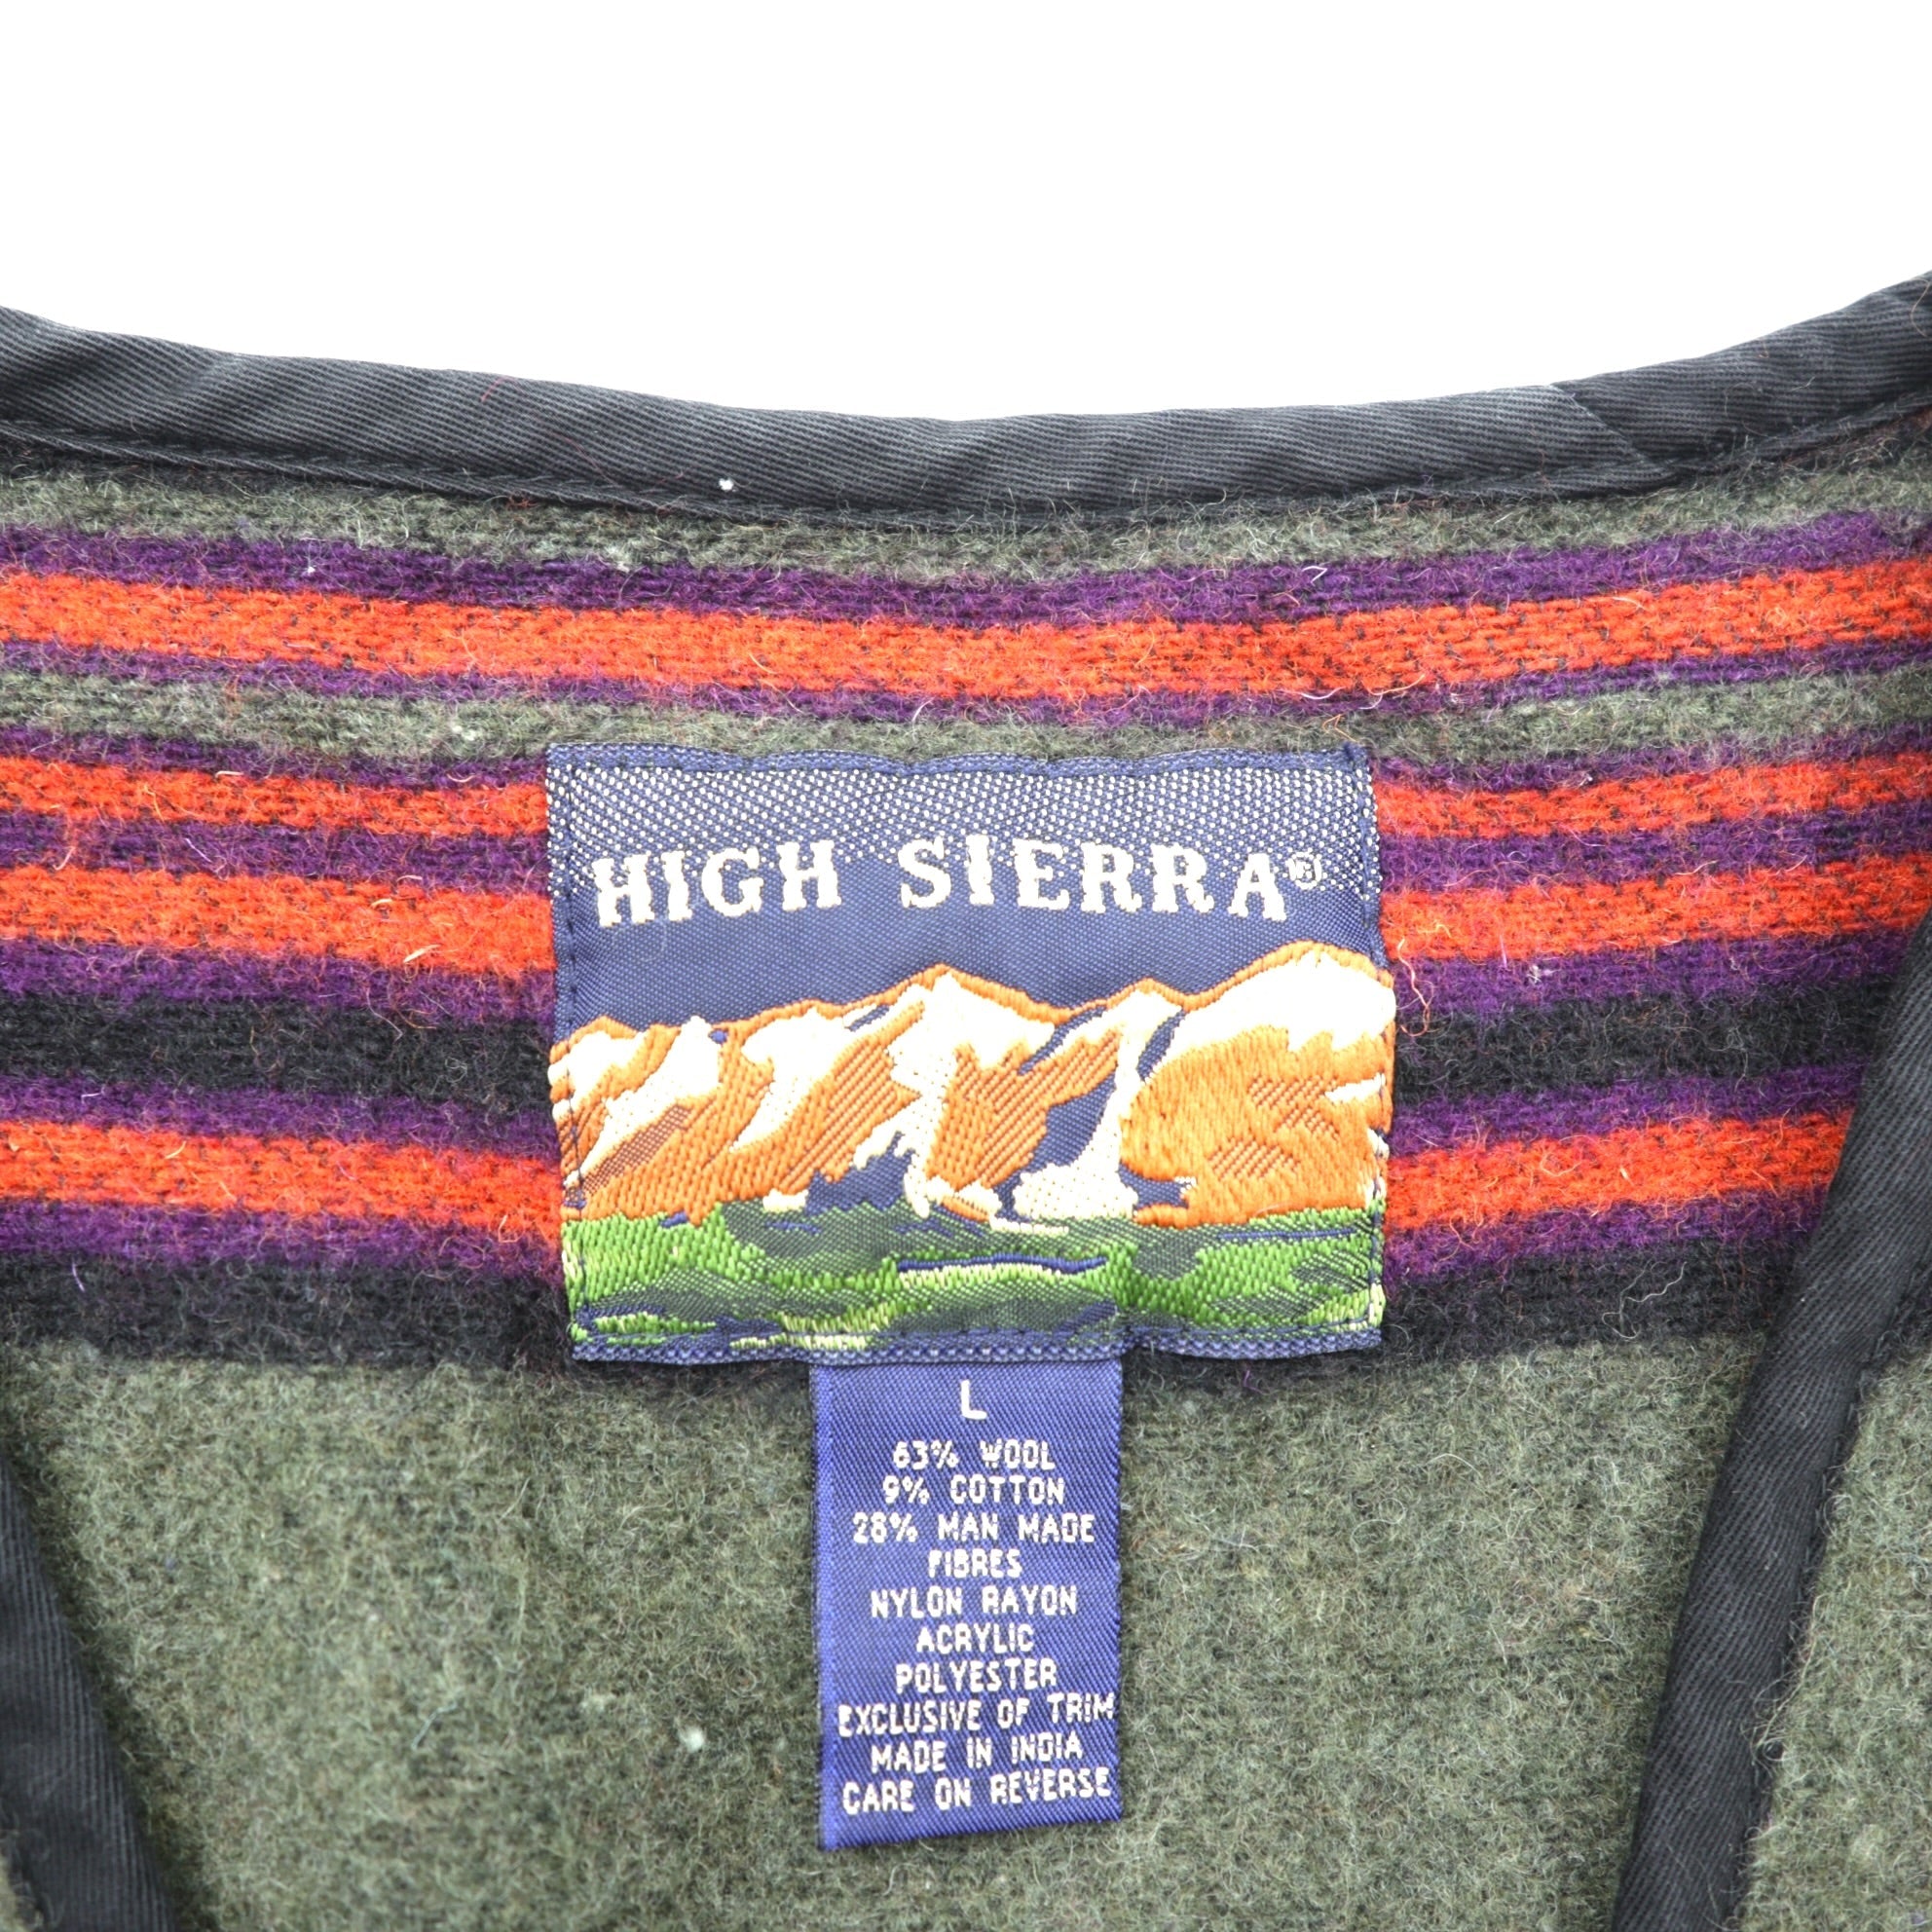 HIGH SIERRA®
L
63% WOOL
9% COTTON
28% MAN MADE
FIBRES
NYLON RAYON
ACRYLIC
POLYESTER
EXCLUSIVE OF TRIM
MADE IN INDIA
CARE ON REVERSE